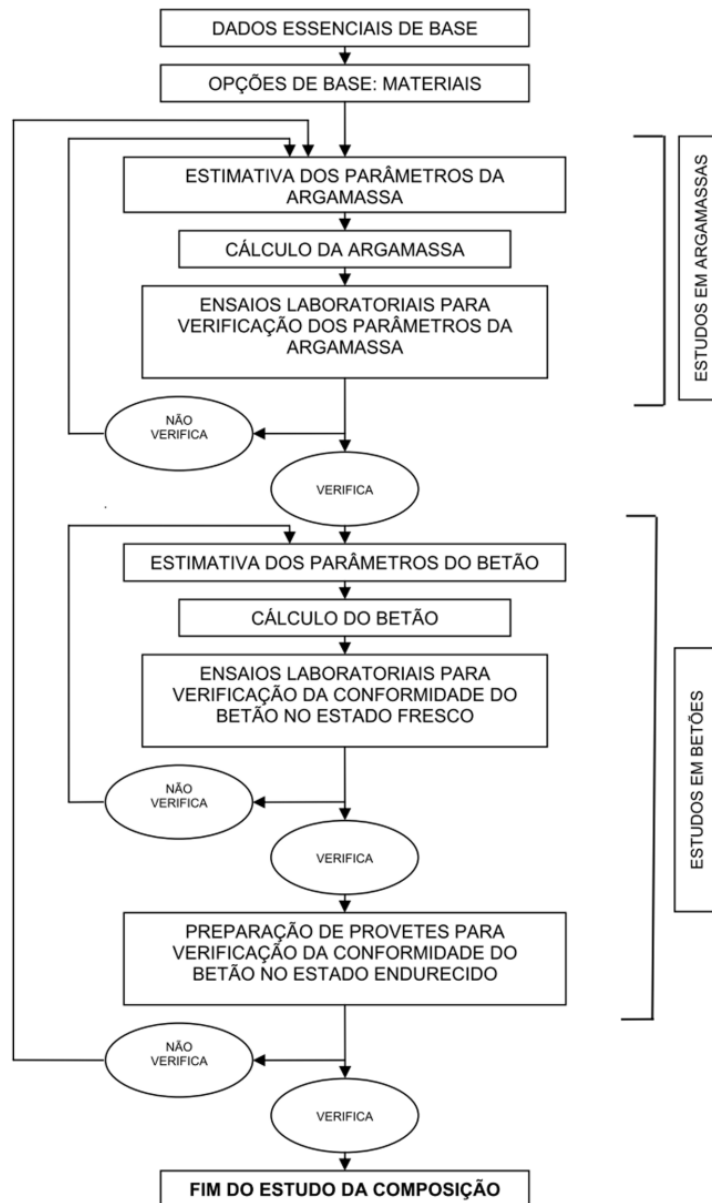 DADOS ESSENCIAIS DE BASE
OPÇÕES DE BASE: MATERIAIS
ESTIMATIVA DOS PARÂMETROS DA
ARGAMASSA
CÁLCULO DA ARGAMASSA
ENSAIOS LABORATORIAIS PARA
VERIFICAÇÃO DOS PARÂMETROS DA
ARGAMASSA
ESTUDOS EM ARGAMASSAS
NÃO
VERIFICA
VERIFICA
ESTIMATIVA DOS PARÂMETROS DO BETÃO
CÁLCULO DO BETÃO
ENSAIOS LABORATORIAIS PARA
VERIFICAÇÃO DA CONFORMIDADE DO
BETÃO NO ESTADO FRESCO
NÃO
VERIFICA
VERIFICA
ESTUDOS EM BETÕES
PREPARAÇÃO DE PROVETES PARA
VERIFICAÇÃO DA CONFORMIDADE DO
BETÃO NO ESTADO ENDURECIDO
NÃO
VERIFICA
VERIFICA
FIM DO ESTUDO DA COMPOSIÇÃO